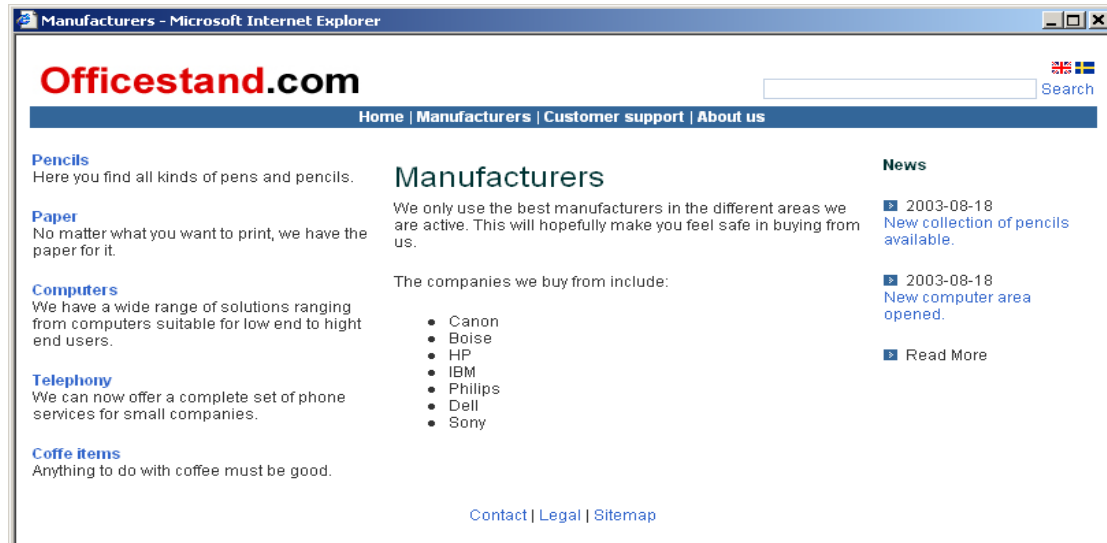 Manufacturers - Microsoft Internet Explorer
Officestand.com
Search
Home | Manufacturers | Customer support | About us
Pencils
Here you find all kinds of pens and pencils.
Paper
No matter what you want to print, we have the
paper for it.
Computers
We have a wide range of solutions ranging
from computers suitable for low end to hight
end users.
Telephony
We can now offer a complete set of phone
services for small companies.
Coffe items
Anything to do with coffee must be good.
Manufacturers
We only use the best manufacturers in the different areas we
are active. This will hopefully make you feel safe in buying from
us.
The companies we buy from include:
Canon
Boise
HP
IBM
Philips
Dell
Sony
News
2003-08-18
New collection of pencils
available.
2003-08-18
New computer area
opened.
Read More
Contact | Legal | Sitemap